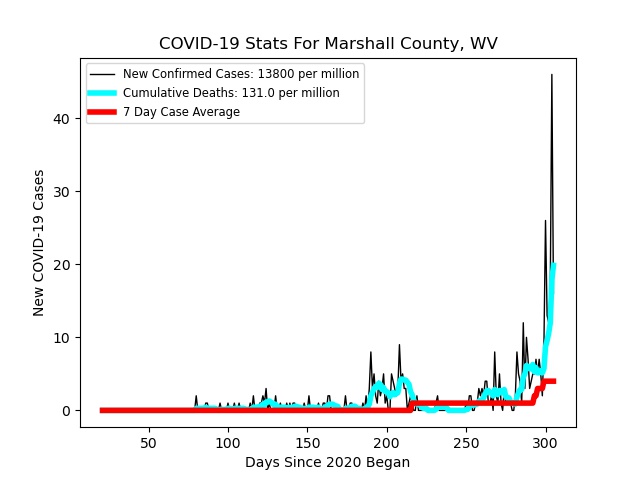 COVID-19 Stats For Marshall County, WV
New Confirmed Cases: 13800 per million
Cumulative Deaths: 131.0 per million
7 Day Case Average
New COVID-19 Cases
40
30
20
10
0
50 100 150 200 250 300
Days Since 2020 Began